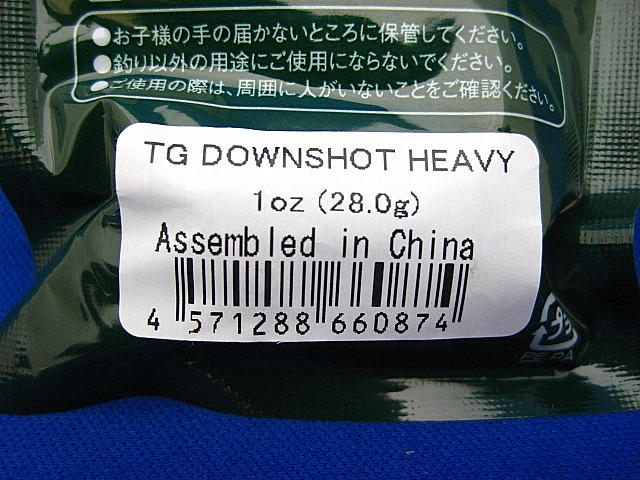 ●お子様の手の届かないところに保管してください。
●釣り以外の用途にご使用にならないでください。
●ご使用の際は、周囲に人がいないことをご確認ください。
TG DOWNSHOT HEAVY
1oz (28.0g)
Assembled in China
4 571288 660874
プラ
PE,PA